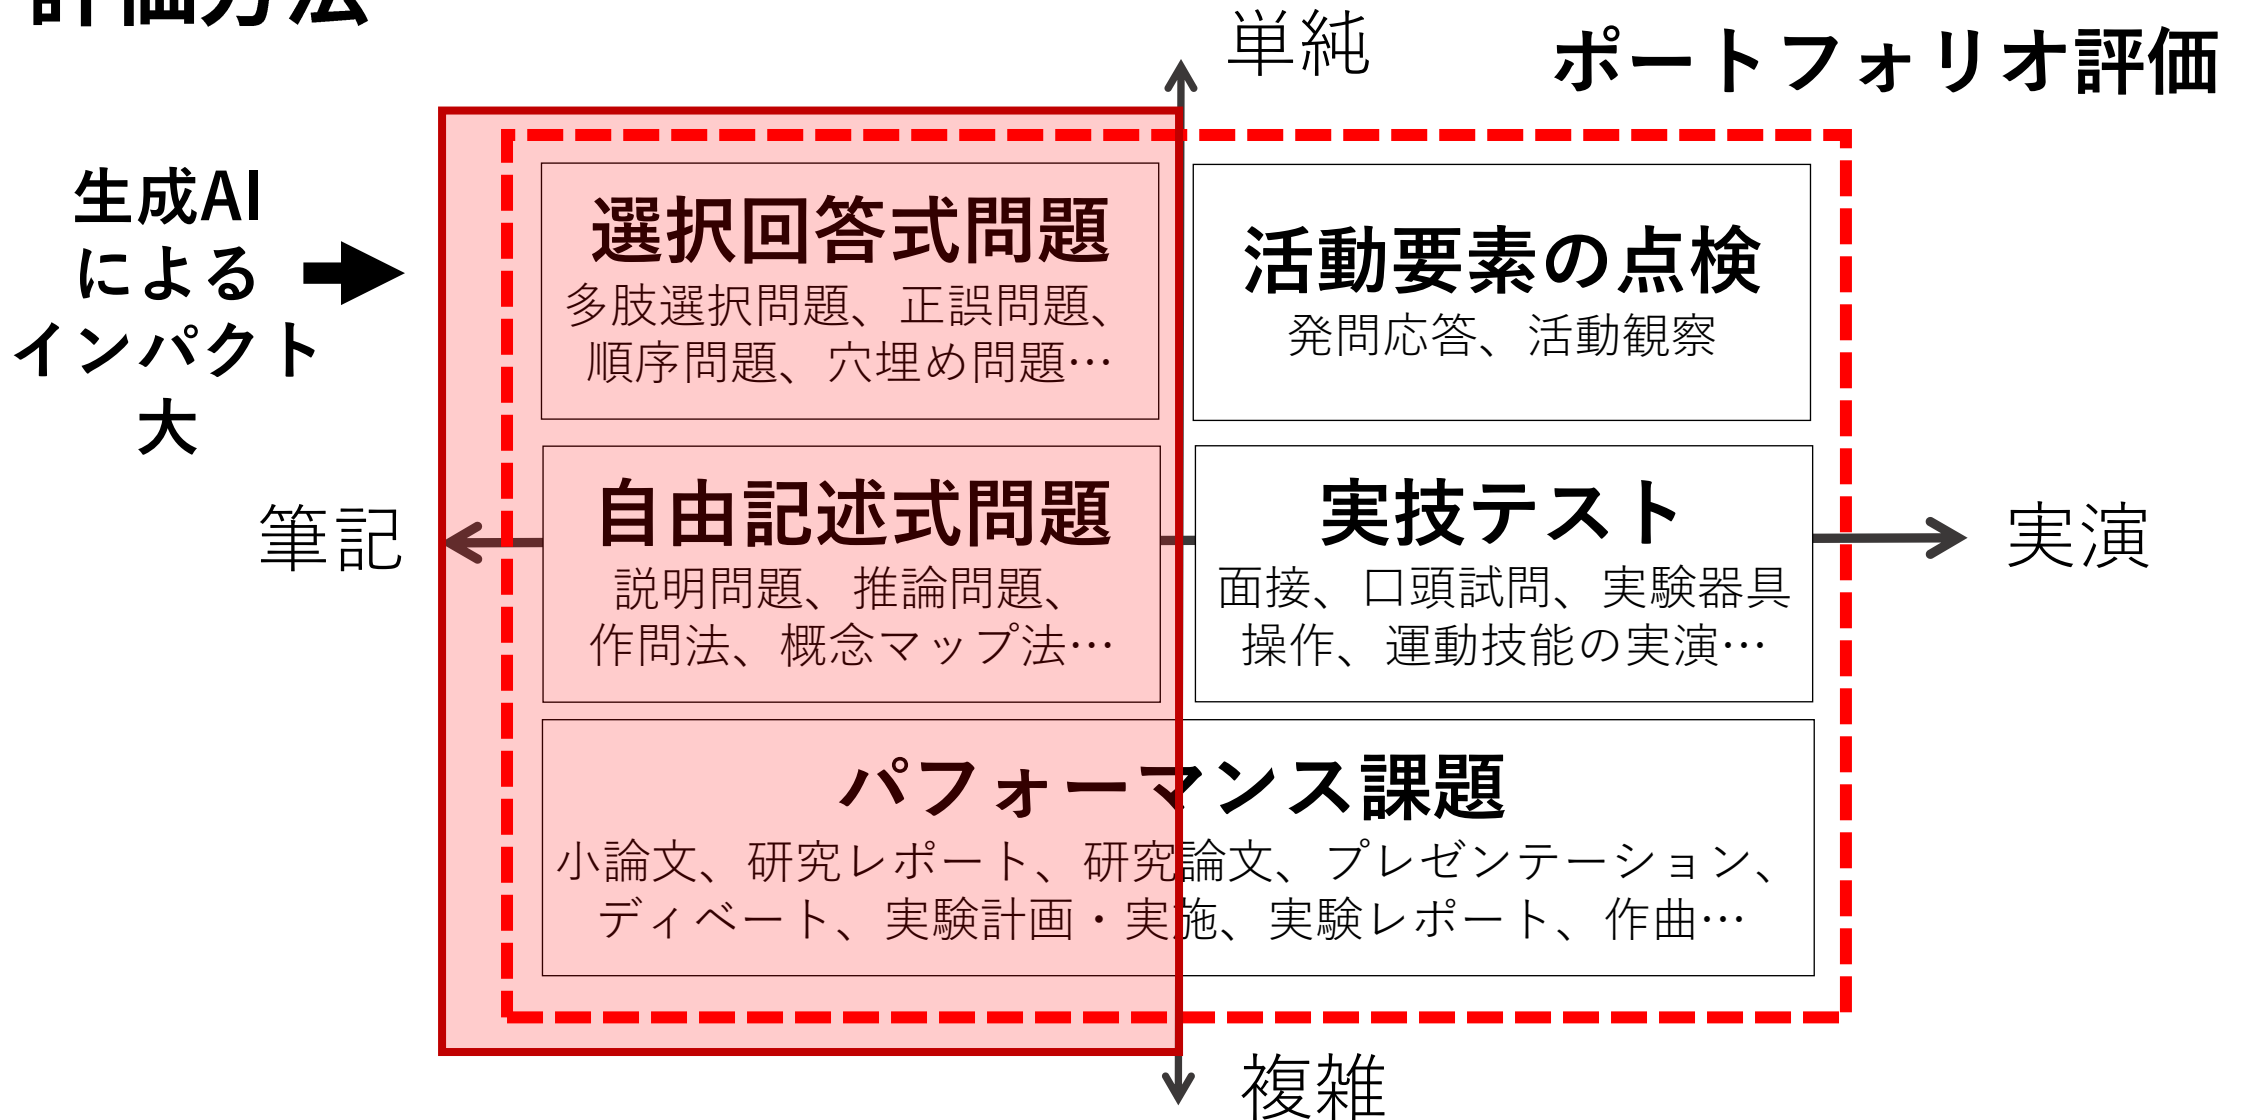 評価方法
単純
ポートフォリオ評価
生成AI
による
インパクト
大
選択回答式問題
多肢選択問題、正誤問題、
順序問題、穴埋め問題…
活動要素の点検
発問応答、活動観察
筆記
自由記述式問題
説明問題、推論問題、
作問法、概念マップ法…
実技テスト
面接、口頭試問、実験器具
操作、運動技能の実演…
実演
パフォーマンス課題
小論文、研究レポート、研究論文、プレゼンテーション、
ディベート、実験計画・実施、実験レポート、作曲…
複雑